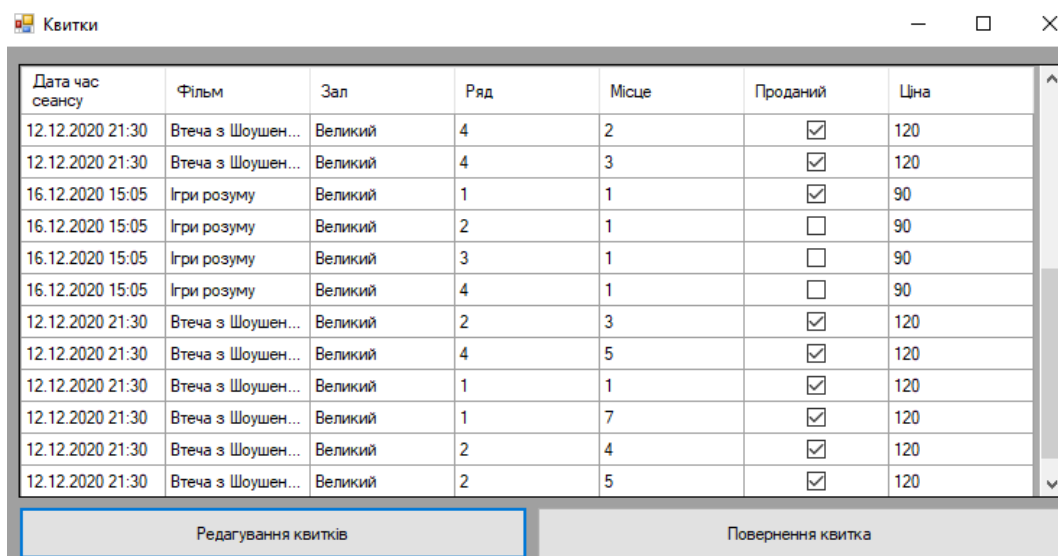 Квитки
Дата час сеансу Фільм Зал Ряд Місце Проданий Ціна
12.12.2020 21:30 Втеча з Шоушен... Великий 4 2 120
12.12.2020 21:30 Втеча з Шоушен... Великий 4 3 120
16.12.2020 15:05 Ігри розуму Великий 1 1 90
16.12.2020 15:05 Ігри розуму Великий 2 1 90
16.12.2020 15:05 Ігри розуму Великий 3 1 90
16.12.2020 15:05 Ігри розуму Великий 4 1 90
12.12.2020 21:30 Втеча з Шоушен... Великий 2 3 120
12.12.2020 21:30 Втеча з Шоушен... Великий 4 5 120
12.12.2020 21:30 Втеча з Шоушен... Великий 1 1 120
12.12.2020 21:30 Втеча з Шоушен... Великий 1 7 120
12.12.2020 21:30 Втеча з Шоушен... Великий 2 4 120
12.12.2020 21:30 Втеча з Шоушен... Великий 2 5 120
Редагування квитків Повернення квитка